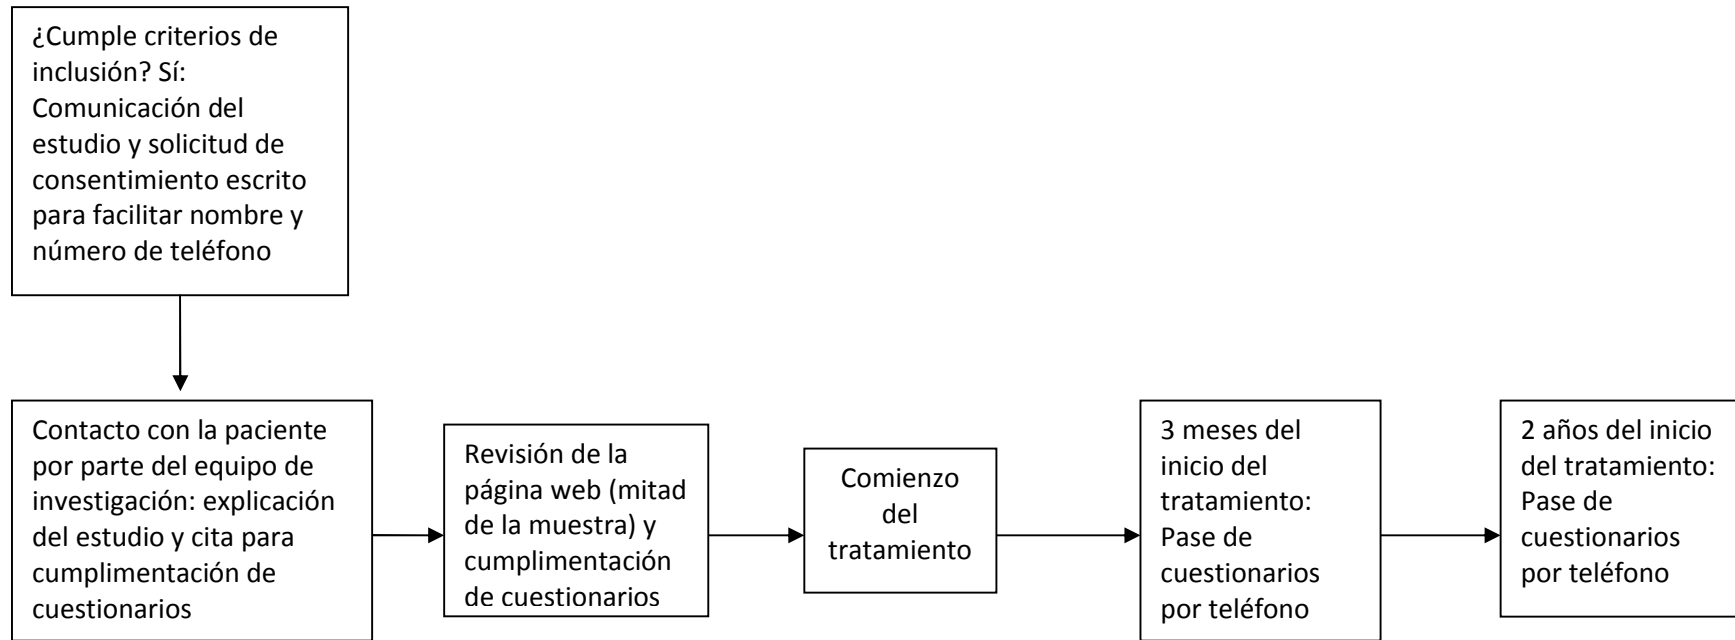 ¿Cumple criterios de
inclusión? Sí:
Comunicación del
estudio y solicitud de
consentimiento escrito
para facilitar nombre y
número de teléfono
Contacto con la paciente
por parte del equipo de
investigación: explicación
del estudio y cita para
cumplimentación de
cuestionarios
Revisión de la
página web (mitad
de la muestra) y
cumplimentación
de cuestionarios
Comienzo
del
tratamiento
3 meses del
inicio del
tratamiento:
Pase de
cuestionarios
por teléfono
2 años del inicio
del tratamiento:
Pase de
cuestionarios
por teléfono